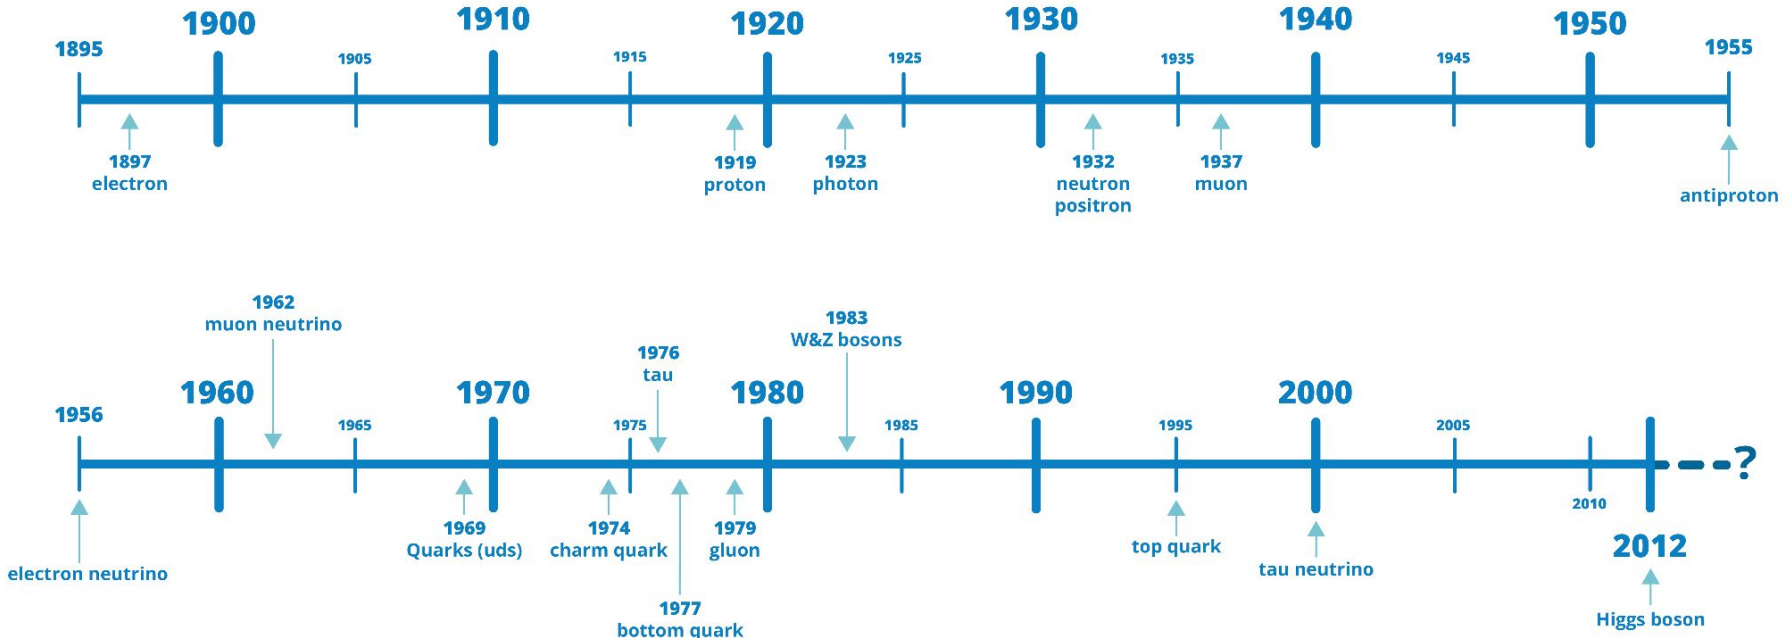 1895
1900
1905
1910
1915
1920
1925
1930
1935
1940
1945
1950
1955
1897
electron
1919
proton
1923
photon
1932
neutron
positron
1937
muon
antiproton
1962
muon neutrino
1976
tau
1983
W&Z bosons
1956
1960
1965
1970
1975
1980
1985
1990
1995
2000
2005
2010
2012
?
electron neutrino
1969
Quarks (uds)
1974
charm quark
1977
bottom quark
1979
gluon
top quark
tau neutrino
Higgs boson